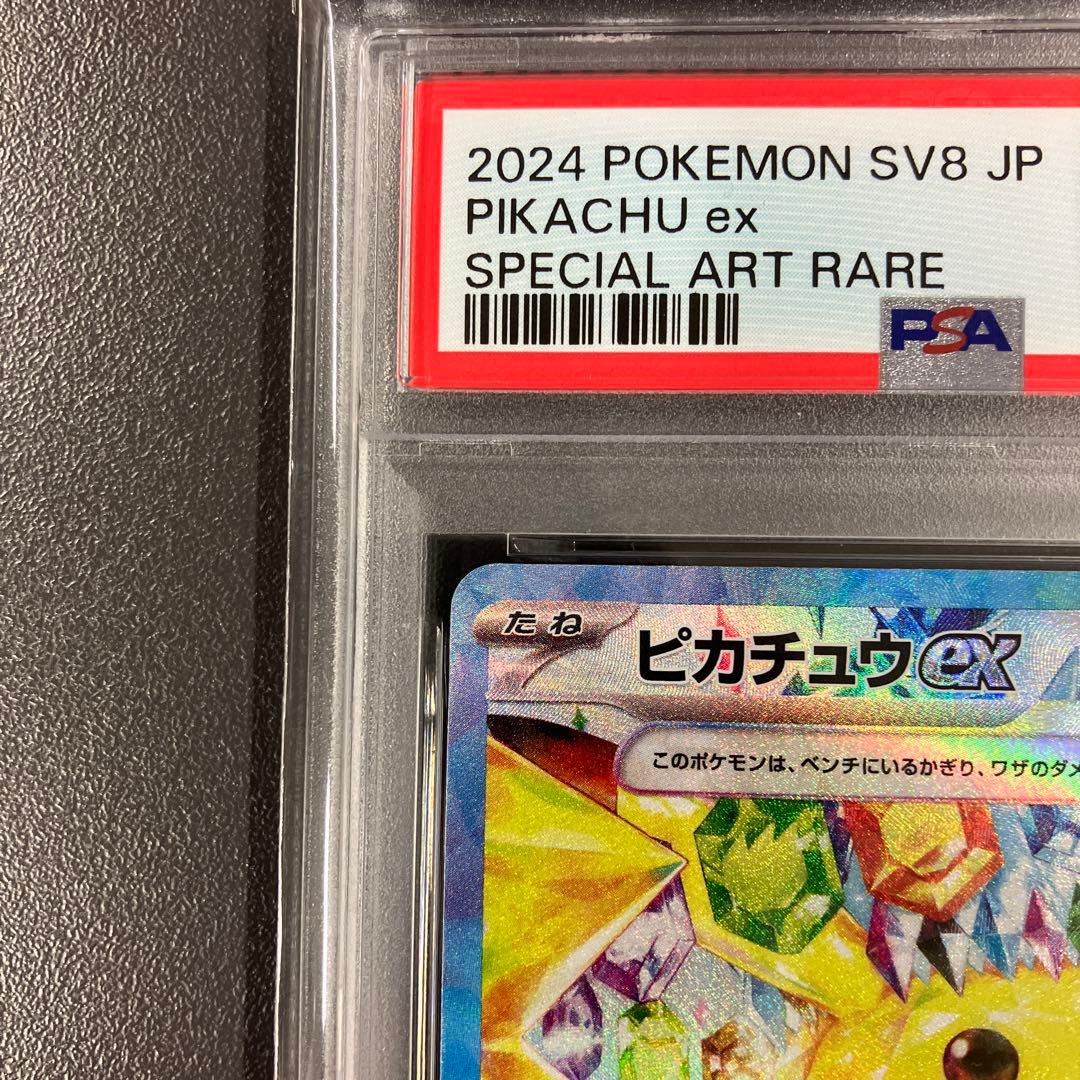 2024 POKEMON SV8 JP
PIKACHU ex
SPECIAL ART RARE
PSA
たね
ピカチュウex
このポケモンは、ベンチにいるかぎり、ワザのダメ